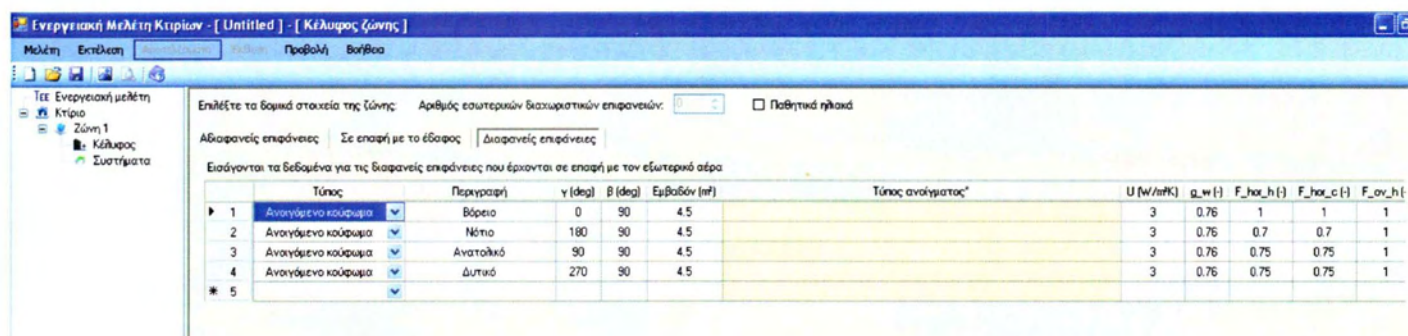 Ενεργειακή Μελέτη Κτιρίων - [ Untitled ] - [ Κέλυφος ζώνης ]
Μελέτη Εκτέλεση Προβολή Βοήθεια
ΤΕΕ Ενεργειακή μελέτη
Κτίριο
Ζώνη 1
Κέλυφος
Συστήματα
Επιλέξτε τα δομικά στοιχεία της ζώνης: Αριθμός εσωτερικών διαχωριστικών επιφανειών: 0 Παθητικά ηλιακά
Αδιαφανείς επιφάνειες Σε επαφή με το έδαφος Διαφανείς επιφάνειες
Εισάγονται τα δεδομένα για τις διαφανείς επιφάνειες που έρχονται σε επαφή με τον εξωτερικό αέρα
Τύπος Περιγραφή γ (deg) β (deg) Εμβαδόν (m²) Τύπος ανοίγματος* U (W/m²K) g_w (-) F_hor_h (-) F_hor_c (-) F_ov_h (-
1 Ανοιγόμενο κούφωμα Βόρειο 0 90 4.5 3 0.76 1 1 1
2 Ανοιγόμενο κούφωμα Νότιο 180 90 4.5 3 0.76 0.7 0.7 1
3 Ανοιγόμενο κούφωμα Ανατολικό 90 90 4.5 3 0.76 0.75 0.75 1
4 Ανοιγόμενο κούφωμα Δυτικό 270 90 4.5 3 0.76 0.75 0.75 1
* 5